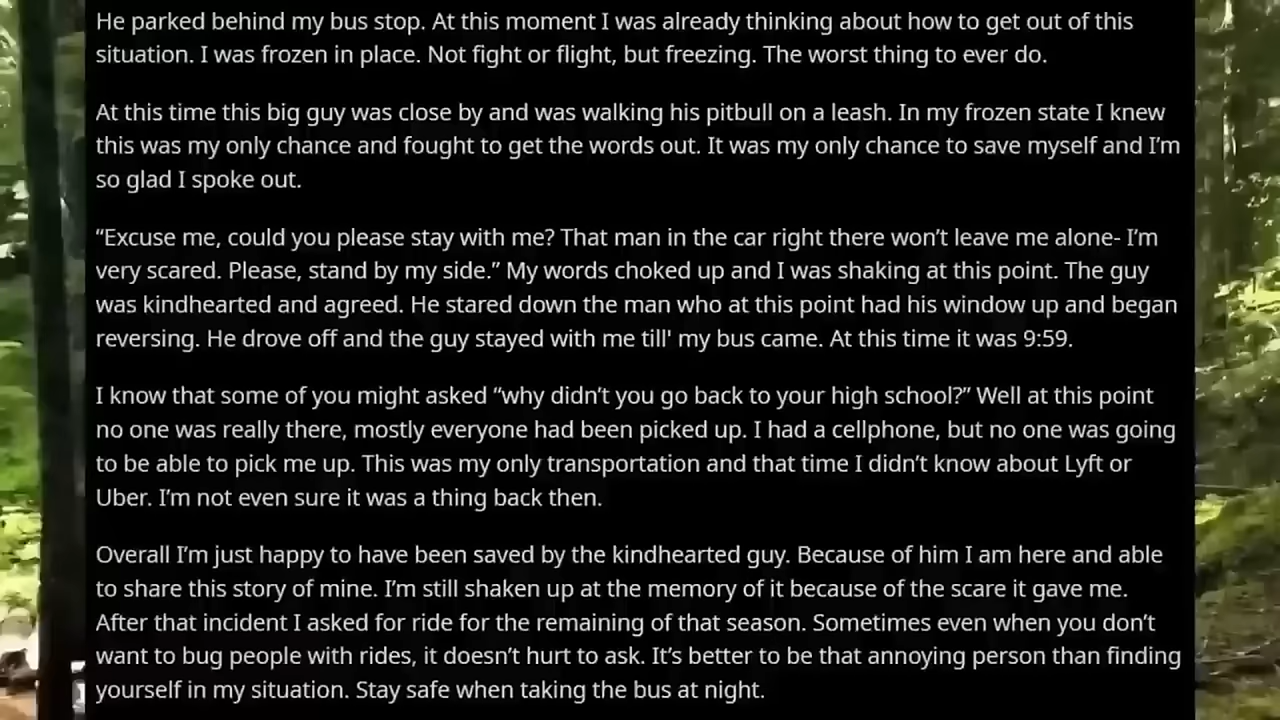 He parked behind my bus stop. At this moment I was already thinking about how to get out of this
situation. I was frozen in place. Not fight or flight, but freezing. The worst thing to ever do.
At this time this big guy was close by and was walking his pitbull on a leash. In my frozen state I knew
this was my only chance and fought to get the words out. It was my only chance to save myself and I’m
so glad I spoke out.
“Excuse me, could you please stay with me? That man in the car right there won’t leave me alone- I’m
very scared. Please, stand by my side.” My words choked up and I was shaking at this point. The guy
was kindhearted and agreed. He stared down the man who at this point had his window up and began
reversing. He drove off and the guy stayed with me till' my bus came. At this time it was 9:59.
I know that some of you might asked “why didn’t you go back to your high school?” Well at this point
no one was really there, mostly everyone had been picked up. I had a cellphone, but no one was going
to be able to pick me up. This was my only transportation and that time I didn’t know about Lyft or
Uber. I’m not even sure it was a thing back then.
Overall I’m just happy to have been saved by the kindhearted guy. Because of him I am here and able
to share this story of mine. I’m still shaken up at the memory of it because of the scare it gave me.
After that incident I asked for ride for the remaining of that season. Sometimes even when you don’t
want to bug people with rides, it doesn’t hurt to ask. It’s better to be that annoying person than finding
yourself in my situation. Stay safe when taking the bus at night.